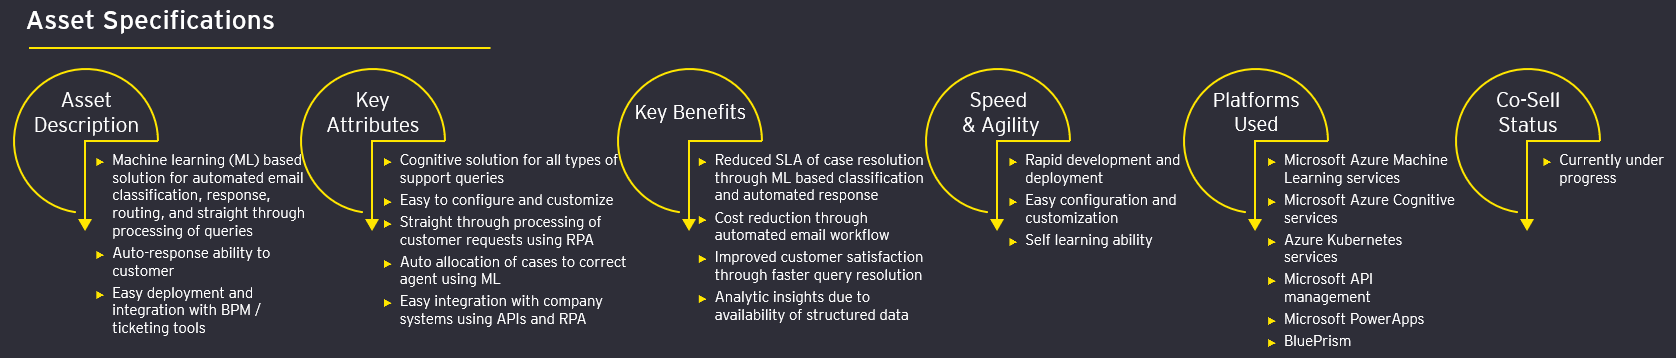 Asset Specifications
Asset
Description
Machine learning (ML) based
solution for automated email
classification, response,
routing, and straight through
processing of queries
Auto-response ability to
customer
Easy deployment and
integration with BPM /
ticketing tools
Key
Attributes
Cognitive solution for all types of
support queries
Easy to configure and customize
Straight through processing of
customer requests using RPA
Auto allocation of cases to correct
agent using ML
Easy integration with company
systems using APIs and RPA
Key Benefits
Reduced SLA of case resolution
through ML based classification
and automated response
Cost reduction through
automated email workflow
Improved customer satisfaction
through faster query resolution
Analytic insights due to
availability of structured data
Speed
& Agility
Rapid development and
deployment
Easy configuration and
customization
Self learning ability
Platforms
Used
Microsoft Azure Machine
Learning services
Microsoft Azure Cognitive
services
Azure Kubernetes
services
Microsoft API
management
Microsoft PowerApps
BluePrism
Co-Sell
Status
Currently under
progress